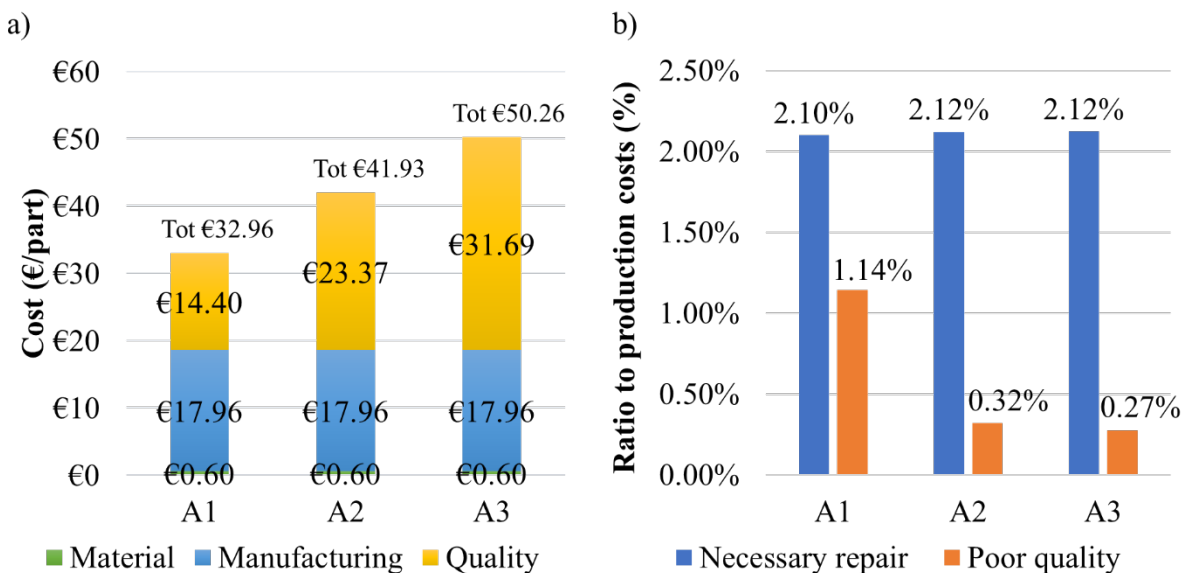 a)
Cost (€/part)
€60
€50
€40
€30
€20
€10
€0
Tot €32.96
Tot €41.93
Tot €50.26
€14.40
€23.37
€31.69
€17.96
€17.96
€17.96
€0.60
€0.60
€0.60
A1
A2
A3
Material
Manufacturing
Quality
b)
Ratio to production costs (%)
2.50%
2.00%
1.50%
1.00%
0.50%
0.00%
2.10%
2.12%
2.12%
1.14%
0.32%
0.27%
A1
A2
A3
Necessary repair
Poor quality